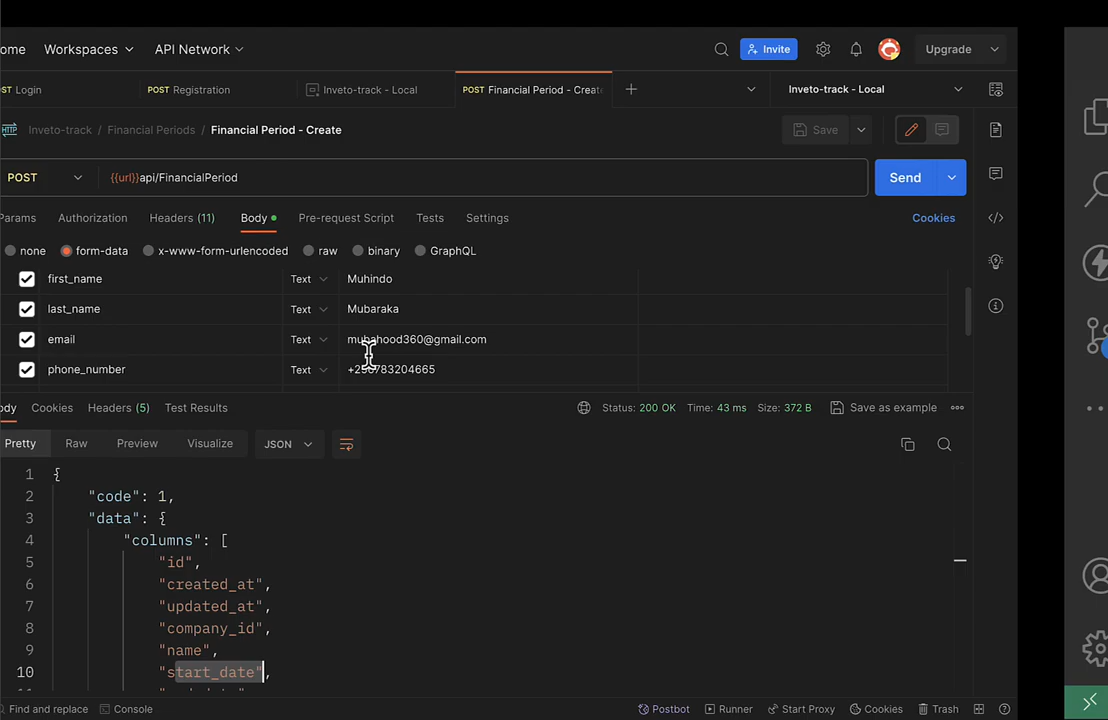 ome Workspaces API Network Invite Upgrade
ST Login POST Registration Inveto-track - Local POST Financial Period - Creat Inveto-track - Local
HTTP Inveto-track / Financial Periods / Financial Period - Create Save
POST {{url}}api/FinancialPeriod Send
Params Authorization Headers (11) Body Pre-request Script Tests Settings Cookies
none form-data x-www-form-urlencoded raw binary GraphQL
first_name Text Muhindo
last_name Text Mubaraka
email Text mubahood360@gmail.com
phone_number Text +256783204665
ody Cookies Headers (5) Test Results Status: 200 OK Time: 43 ms Size: 372 B Save as example
Pretty Raw Preview Visualize JSON
1 {
2 "code": 1,
3 "data": {
4 "columns": [
5 "id",
6 "created_at",
7 "updated_at",
8 "company_id",
9 "name",
10 "start_date",
Find and replace Console Postbot Runner Start Proxy Cookies Trash